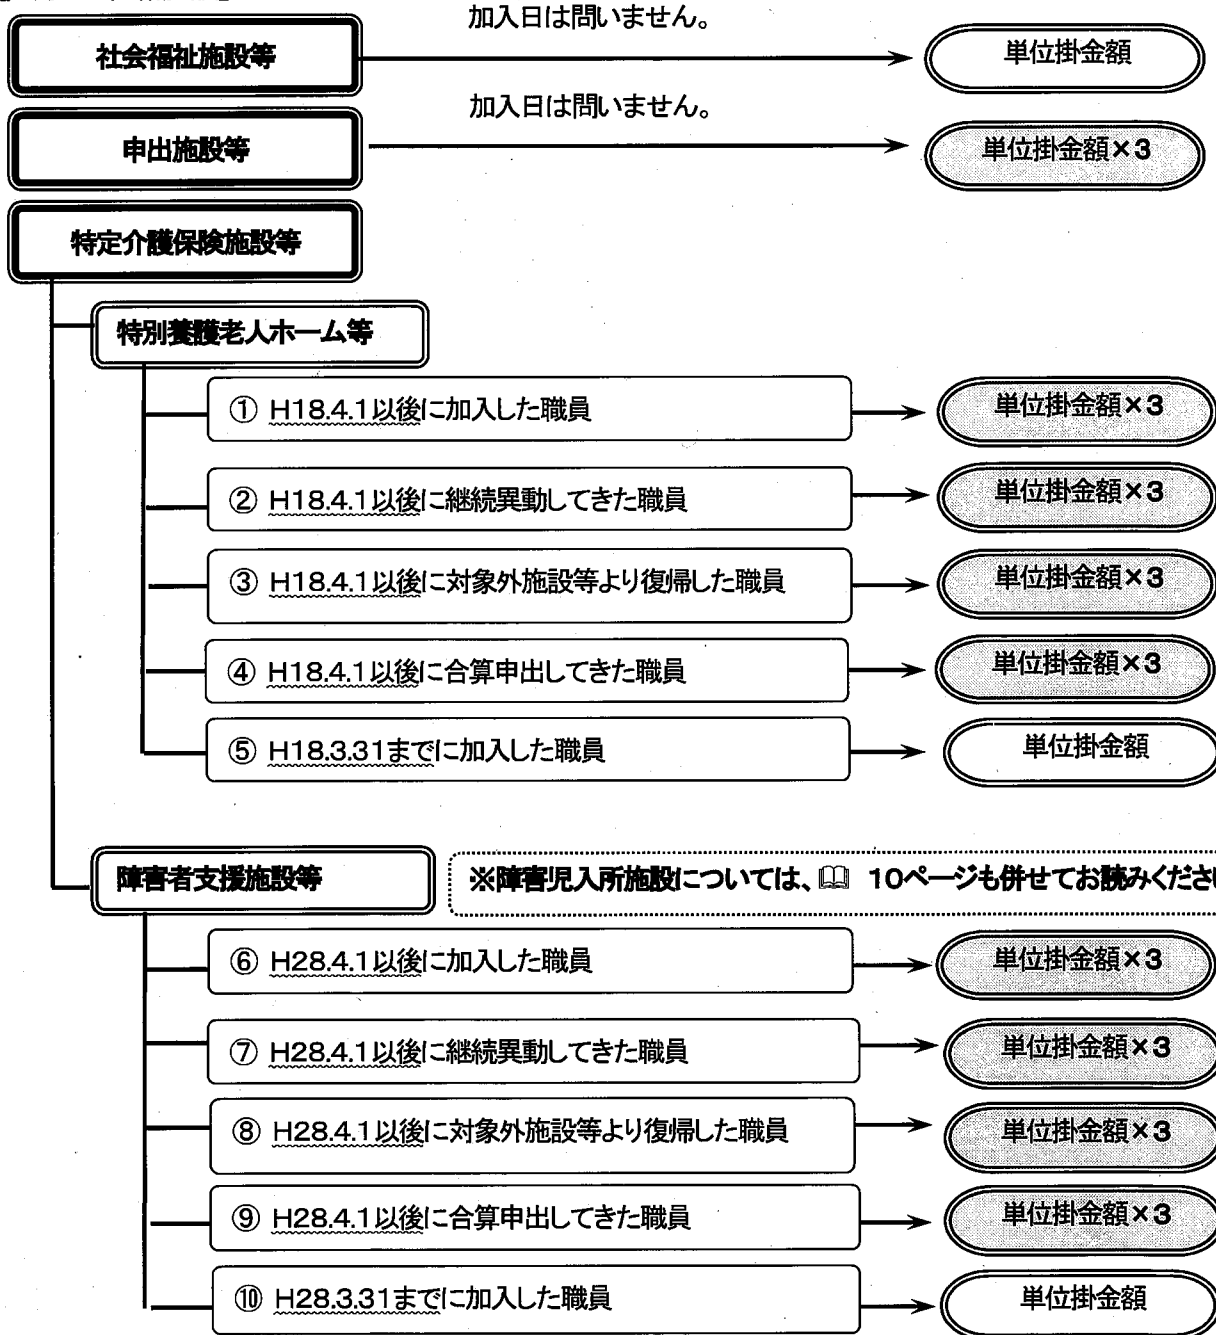 加入日は問いません。
社会福祉施設等
単位掛金額
加入日は問いません。
申出施設等
単位掛金額×3
特定介護保険施設等
特別養護老人ホーム等
① H18.4.1以後に加入した職員
単位掛金額×3
② H18.4.1以後に継続異動してきた職員
単位掛金額×3
③ H18.4.1以後に対象外施設等より復帰した職員
単位掛金額×3
④ H18.4.1以後に合算申出してきた職員
単位掛金額×3
⑤ H18.3.31までに加入した職員
単位掛金額
障害者支援施設等
※障害児入所施設については、 10ページも併せてお読みくださ
⑥ H28.4.1以後に加入した職員
単位掛金額×3
⑦ H28.4.1以後に継続異動してきた職員
単位掛金額×3
⑧ H28.4.1以後に対象外施設等より復帰した職員
単位掛金額×3
⑨ H28.4.1以後に合算申出してきた職員
単位掛金額×3
⑩ H28.3.31までに加入した職員
単位掛金額